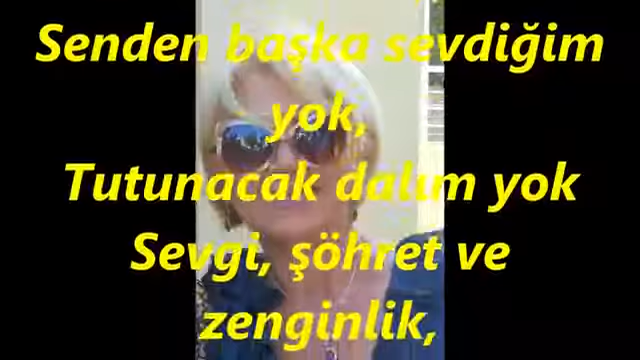 Senden başka sevdiğim
yok,
Tutunacak dalım yok
Sevgi, şöhret ve
zenginlik,